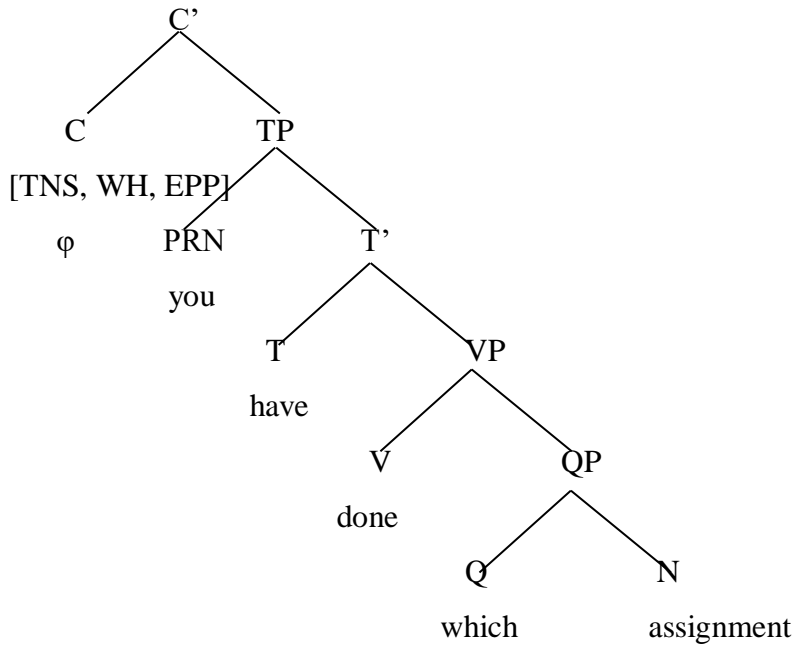 C’
C TP
[TNS, WH, EPP]
φ PRN T’
you
T VP
have
V QP
done
Q N
which assignment